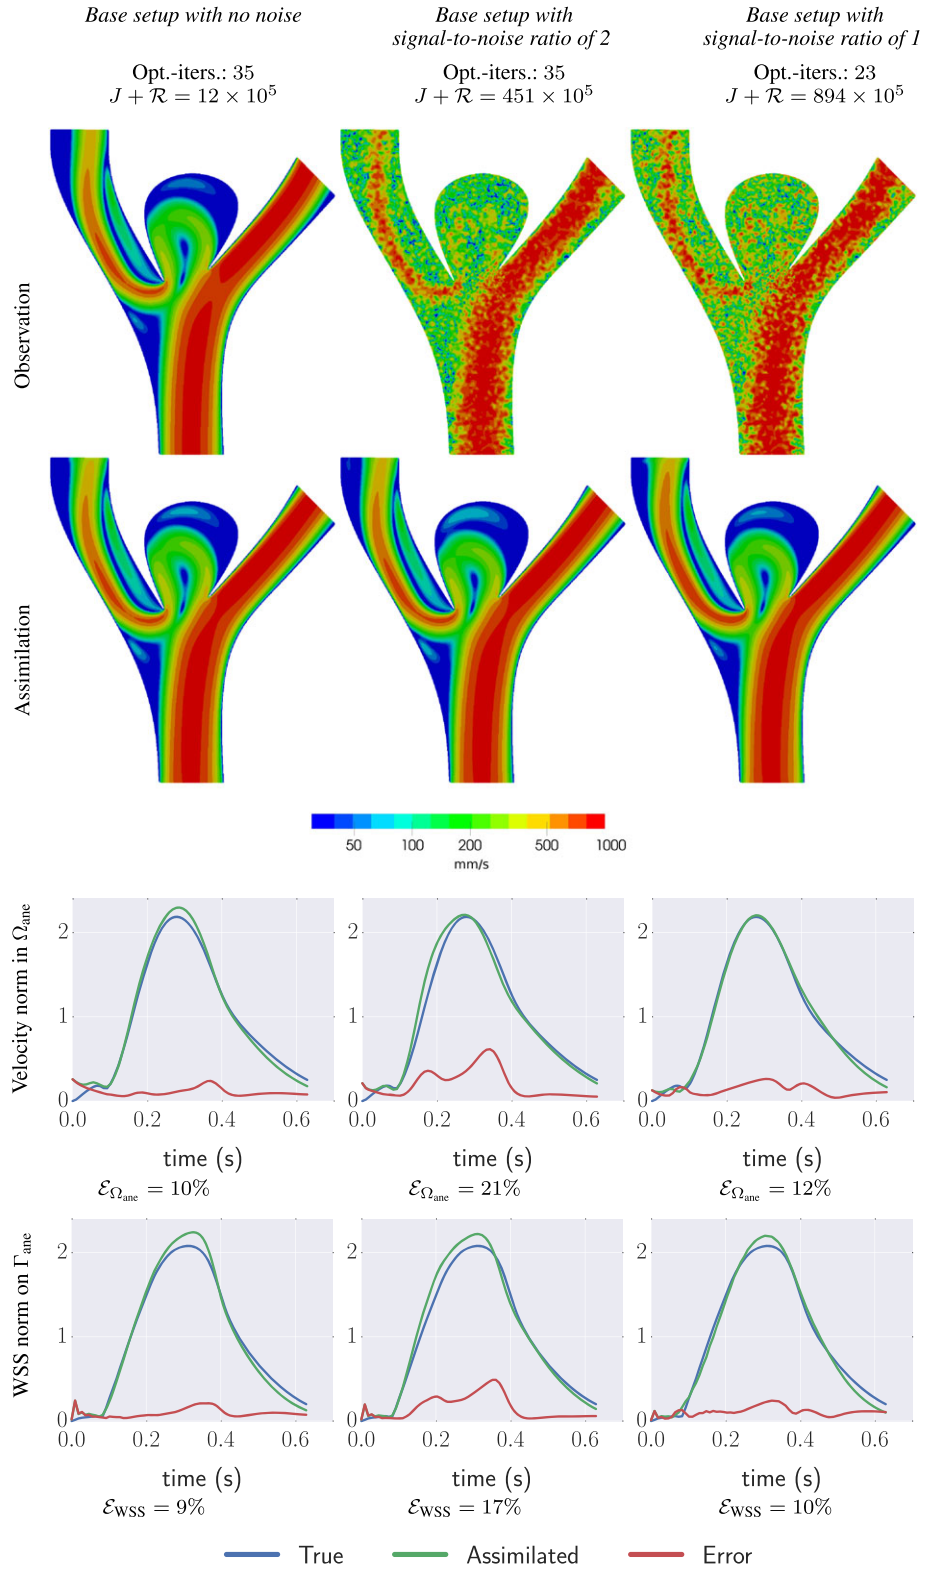 Base setup with no noise
Base setup with
signal-to-noise ratio of 2
Base setup with
signal-to-noise ratio of 1
Opt.-iters.: 35
J + R = 12 × 10⁵
Opt.-iters.: 35
J + R = 451 × 10⁵
Opt.-iters.: 23
J + R = 894 × 10⁵
Observation
Assimilation
50 100 200 500 1000
mm/s
Velocity norm in Ω_ane
2
1
0
0.0 0.2 0.4 0.6
time (s)
ℰ_Ω_ane = 10%
2
1
0
0.0 0.2 0.4 0.6
time (s)
ℰ_Ω_ane = 21%
2
1
0
0.0 0.2 0.4 0.6
time (s)
ℰ_Ω_ane = 12%
WSS norm on Γ_ane
2
1
0
0.0 0.2 0.4 0.6
time (s)
ℰ_WSS = 9%
2
1
0
0.0 0.2 0.4 0.6
time (s)
ℰ_WSS = 17%
2
1
0
0.0 0.2 0.4 0.6
time (s)
ℰ_WSS = 10%
True Assimilated Error